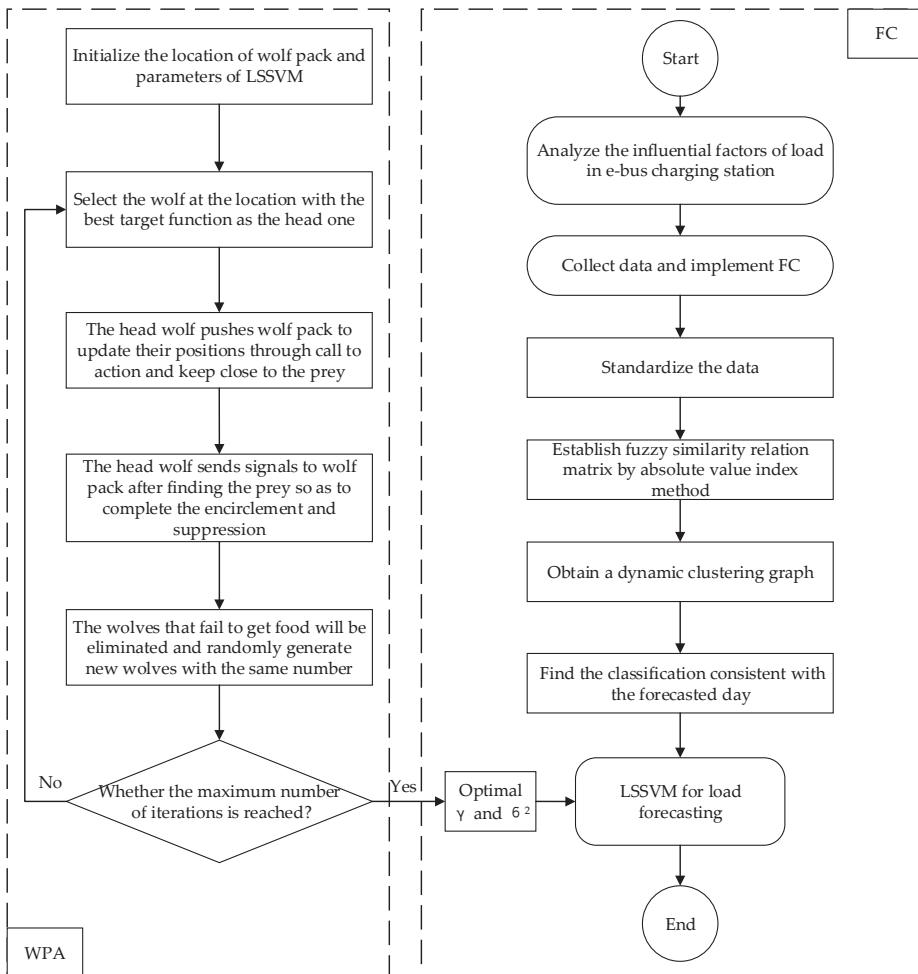 Initialize the location of wolf pack and
parameters of LSSVM
Select the wolf at the location with the
best target function as the head one
The head wolf pushes wolf pack to
update their positions through call to
action and keep close to the prey
The head wolf sends signals to wolf
pack after finding the prey so as to
complete the encirclement and
suppression
The wolves that fail to get food will be
eliminated and randomly generate
new wolves with the same number
No
Whether the maximum number
of iterations is reached?
Yes
WPA
FC
Start
Analyze the influential factors of load
in e-bus charging station
Collect data and implement FC
Standardize the data
Establish fuzzy similarity relation
matrix by absolute value index
method
Obtain a dynamic clustering graph
Find the classification consistent with
the forecasted day
Optimal
γ and б²
LSSVM for load
forecasting
End